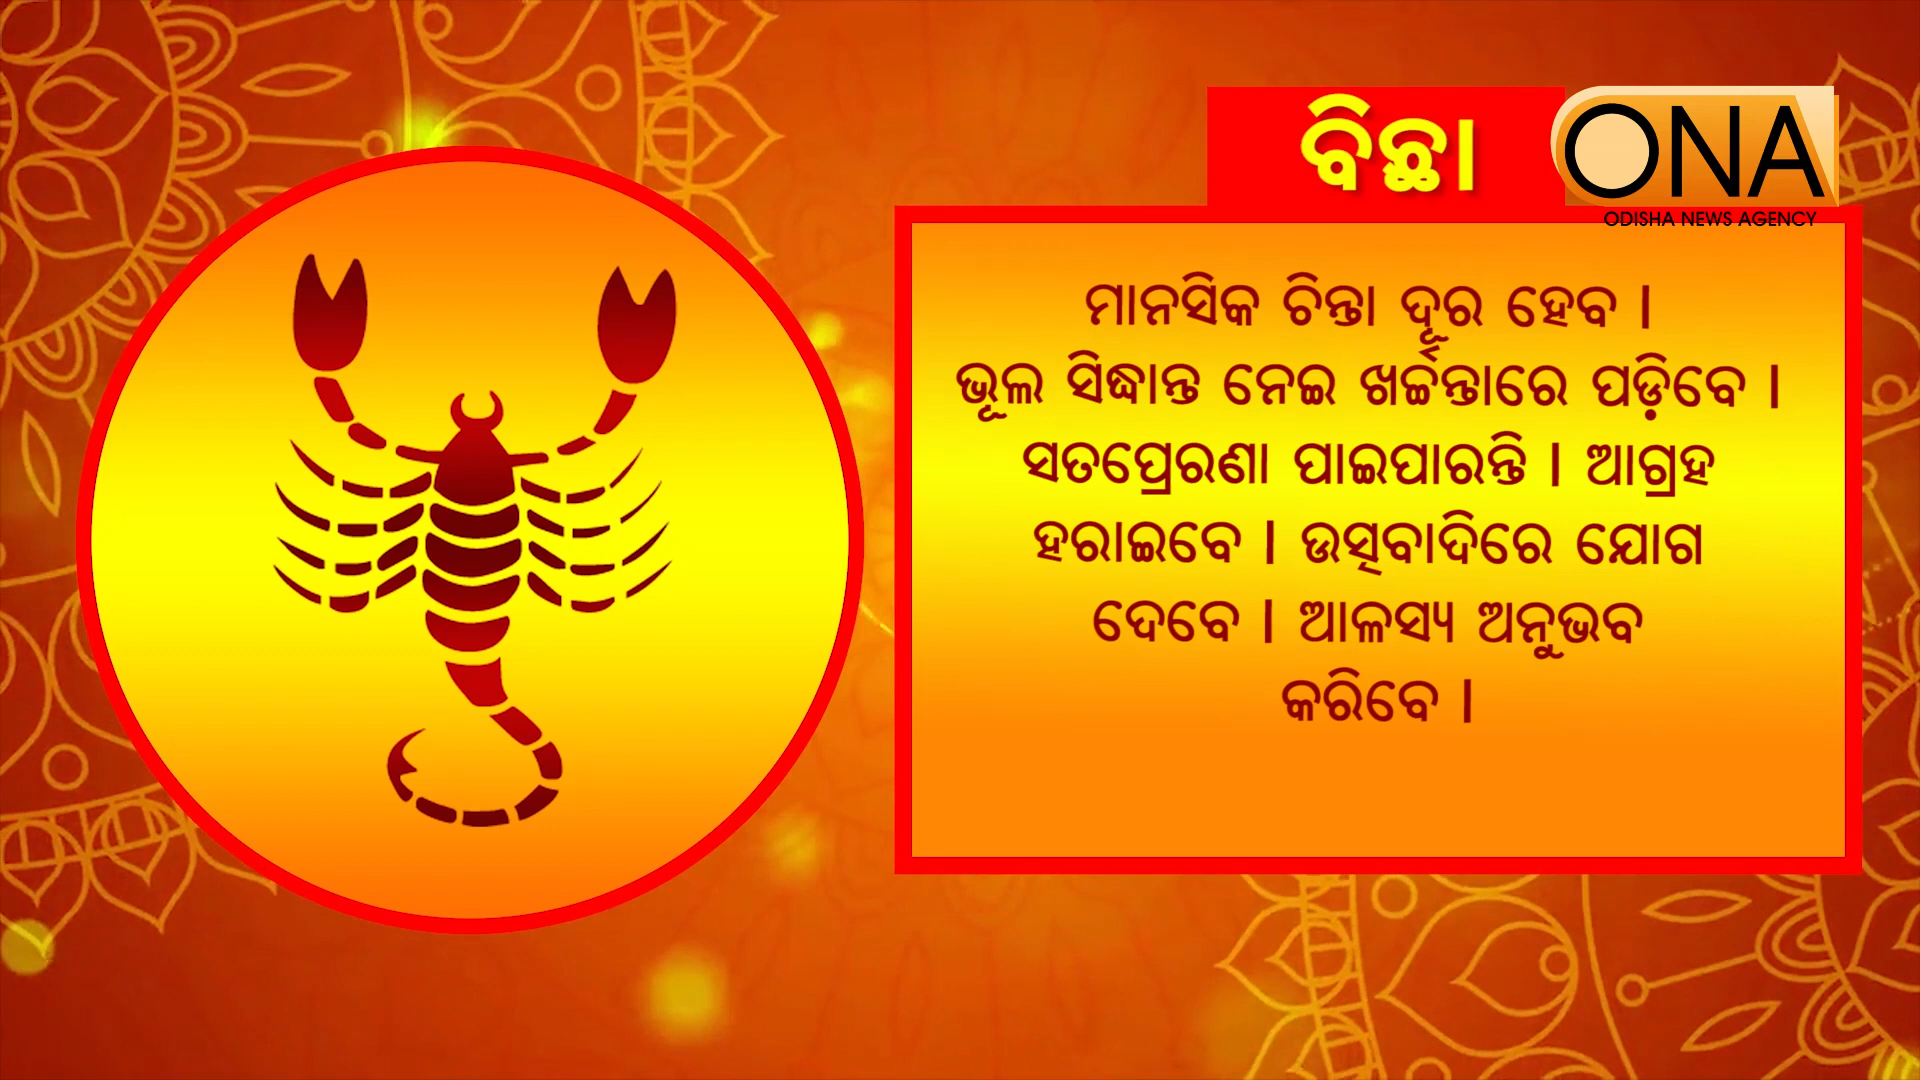 ବିଛା
ONA
ODISHA NEWS AGENCY
ମାନସିକ ଚିନ୍ତା ଦୂର ହେବ ।
ଭୂଲ ସିଦ୍ଧାନ୍ତ ନେଇ ଖର୍ଚ୍ଚନ୍ତାରେ ପଡ଼ିବେ ।
ସତପ୍ରେରଣା ପାଇପାରନ୍ତି । ଆଗ୍ରହ
ହରାଇବେ । ଉତ୍ସବାଦିରେ ଯୋଗ
ଦେବେ । ଆଳସ୍ୟ ଅନୁଭବ
କରିବେ ।